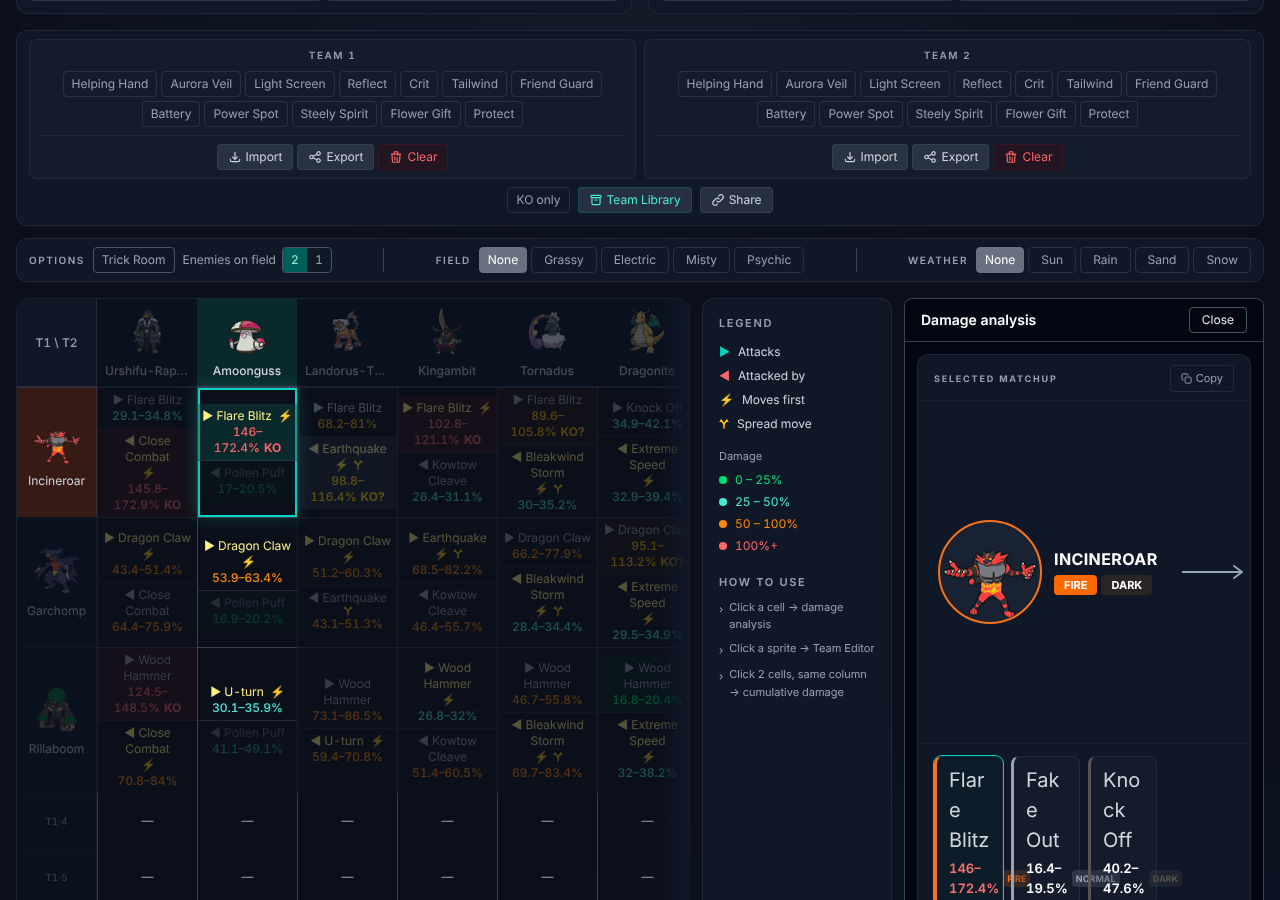 TEAM 1
Helping Hand Aurora Veil Light Screen Reflect Crit Tailwind Friend Guard
Battery Power Spot Steely Spirit Flower Gift Protect
Import Export Clear
TEAM 2
Helping Hand Aurora Veil Light Screen Reflect Crit Tailwind Friend Guard
Battery Power Spot Steely Spirit Flower Gift Protect
Import Export Clear
KO only Team Library Share
OPTIONS Trick Room Enemies on field 2 1
FIELD None Grassy Electric Misty Psychic
WEATHER None Sun Rain Sand Snow
T1 \ T2
Urshifu-Rap...
Amoonguss
Landorus-T...
Kingambit
Tornadus
Dragonite
Incineroar
▶ Flare Blitz
29.1–34.8%
◀ Close
Combat
⚡
145.8–
172.9% KO
▶ Flare Blitz ⚡
146–
172.4% KO
◀ Pollen Puff
17–20.5%
▶ Flare Blitz
68.2–81%
◀ Earthquake
⚡
98.8–
116.4% KO?
▶ Flare Blitz ⚡
102.8–
121.1% KO
◀ Kowtow
Cleave
26.4–31.1%
▶ Flare Blitz
89.6–
105.8% KO?
◀ Bleakwind
Storm
⚡
30–35.2%
▶ Knock Off
34.9–42.1%
◀ Extreme
Speed
⚡
32.9–39.4%
Garchomp
▶ Dragon Claw
⚡
43.4–51.4%
◀ Close
Combat
64.4–75.9%
▶ Dragon Claw
⚡
53.9–63.4%
◀ Pollen Puff
16.9–20.2%
▶ Dragon Claw
⚡
51.2–60.3%
◀ Earthquake
43.1–51.3%
▶ Earthquake
⚡
68.5–82.2%
◀ Kowtow
Cleave
46.4–55.7%
▶ Dragon Claw
66.2–77.9%
◀ Bleakwind
Storm
⚡
28.4–34.4%
▶ Dragon Claw
95.1–
113.2% KO?
◀ Extreme
Speed
⚡
29.5–34.9%
Rillaboom
▶ Wood
Hammer
124.5–
148.5% KO
◀ Close
Combat
⚡
70.8–84%
▶ U-turn ⚡
30.1–35.9%
◀ Pollen Puff
41.1–49.1%
▶ Wood
Hammer
73.1–86.5%
◀ U-turn ⚡
59.4–70.8%
▶ Wood
Hammer
⚡
26.8–32%
◀ Kowtow
Cleave
51.4–60.5%
▶ Wood
Hammer
46.7–55.8%
◀ Bleakwind
Storm
⚡
69.7–83.4%
▶ Wood
Hammer
16.8–20.4%
◀ Extreme
Speed
⚡
32–38.2%
T1-4 — — — — — —
T1-5 — — — — — —
LEGEND
▶ Attacks
◀ Attacked by
⚡ Moves first
Spread move
Damage
0 – 25%
25 – 50%
50 – 100%
100%+
HOW TO USE
› Click a cell → damage
analysis
› Click a sprite → Team Editor
› Click 2 cells, same column
→ cumulative damage
Damage analysis Close
SELECTED MATCHUP Copy
INCINEROAR
FIRE DARK
Flar
e
Blitz
146–
172.4%
FIRE
Fak
e
Out
16.4–
19.5%
NORMAL
Kno
ck
Off
40.2–
47.6%
DARK